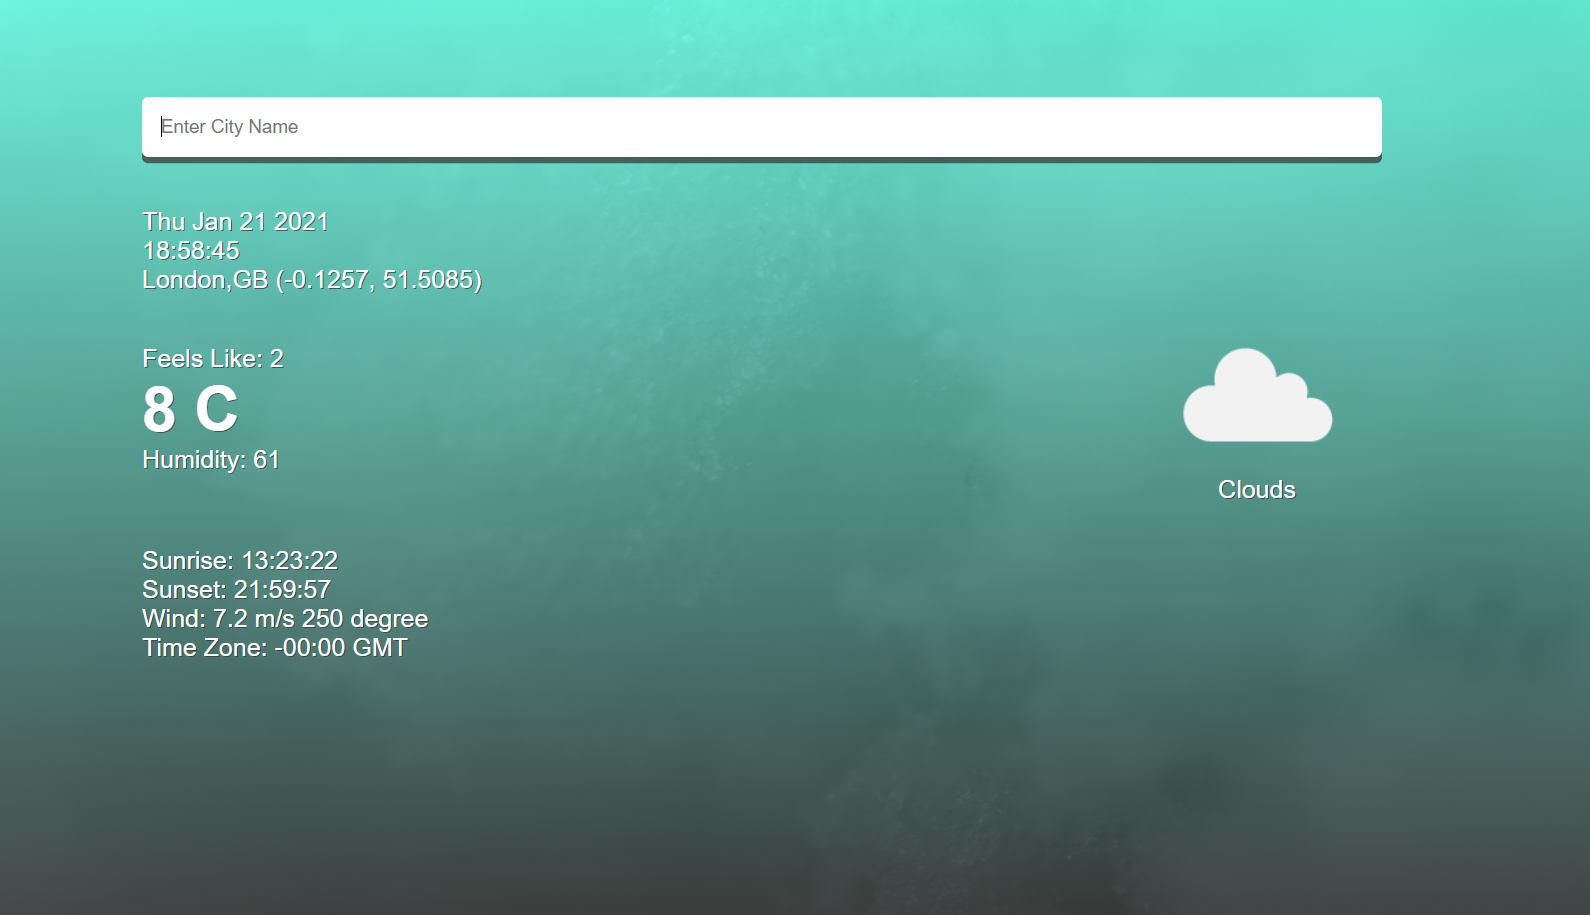 Enter City Name
Thu Jan 21 2021
18:58:45
London,GB (-0.1257, 51.5085)
Feels Like: 2
8 C
Humidity: 61
Clouds
Sunrise: 13:23:22
Sunset: 21:59:57
Wind: 7.2 m/s 250 degree
Time Zone: -00:00 GMT